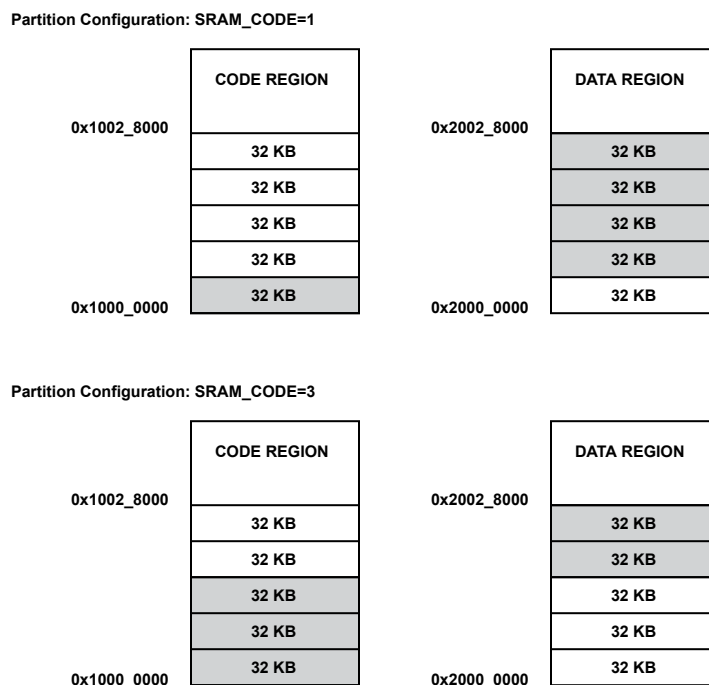 Partition Configuration: SRAM_CODE=1
CODE REGION
DATA REGION
0x1002_8000
0x2002_8000
32 KB
32 KB
32 KB
32 KB
32 KB
32 KB
32 KB
32 KB
32 KB
32 KB
0x1000_0000
0x2000_0000
Partition Configuration: SRAM_CODE=3
CODE REGION
DATA REGION
0x1002_8000
0x2002_8000
32 KB
32 KB
32 KB
32 KB
32 KB
32 KB
32 KB
32 KB
32 KB
32 KB
0x1000_0000
0x2000_0000